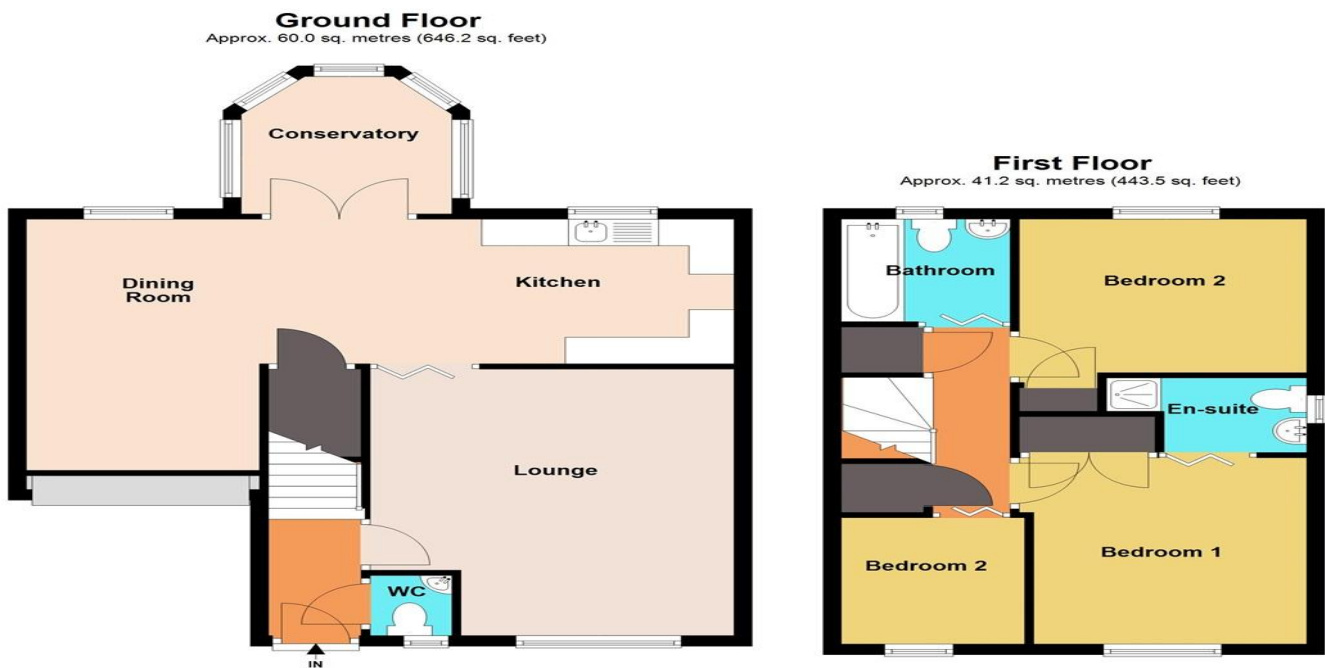 Ground Floor
Approx. 60.0 sq. metres (646.2 sq. feet)
Conservatory
Dining
Room
Kitchen
Lounge
WC
IN
First Floor
Approx. 41.2 sq. metres (443.5 sq. feet)
Bathroom
Bedroom 2
En-suite
Bedroom 1
Bedroom 2